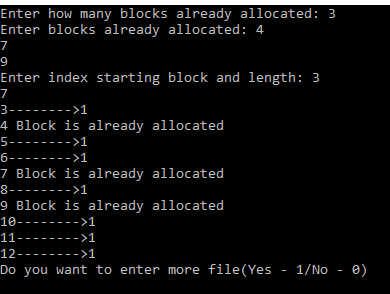 Enter how many blocks already allocated: 3
Enter blocks already allocated: 4
7
9
Enter index starting block and length: 3
7
3-------->1
4 Block is already allocated
5-------->1
6-------->1
7 Block is already allocated
8-------->1
9 Block is already allocated
10-------->1
11-------->1
12-------->1
Do you want to enter more file(Yes - 1/No - 0)